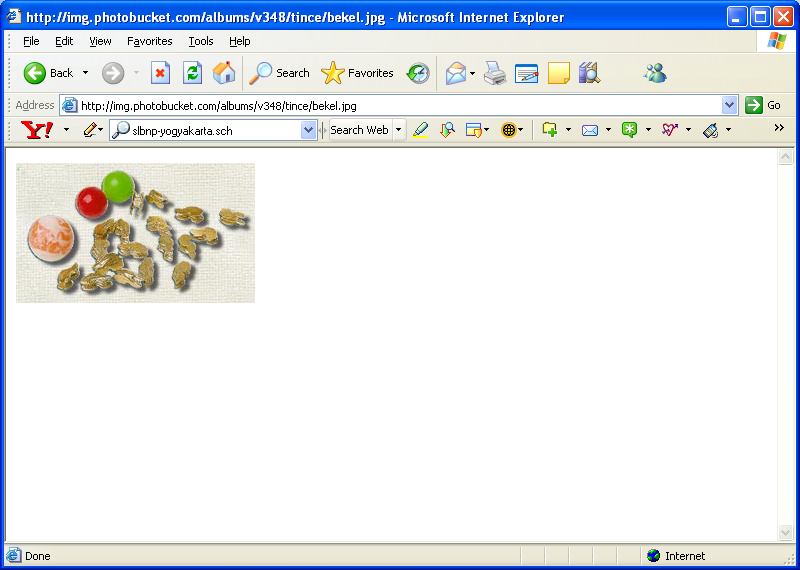 http://img.photobucket.com/albums/v348/tince/bekel.jpg - Microsoft Internet Explorer
File Edit View Favorites Tools Help
Back Search Favorites
Address http://img.photobucket.com/albums/v348/tince/bekel.jpg Go
Y! slbnp-yogyakarta.sch Search Web
Done Internet